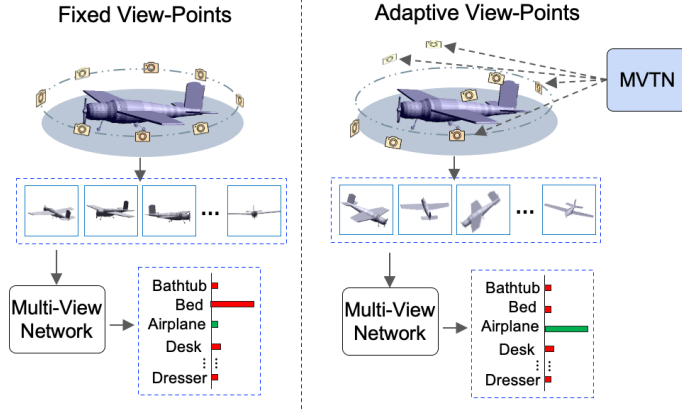 Fixed View-Points
Adaptive View-Points
MVTN
...
...
Multi-View
Network
Bathtub
Bed
Airplane
Desk
Dresser
Multi-View
Network
Bathtub
Bed
Airplane
Desk
Dresser